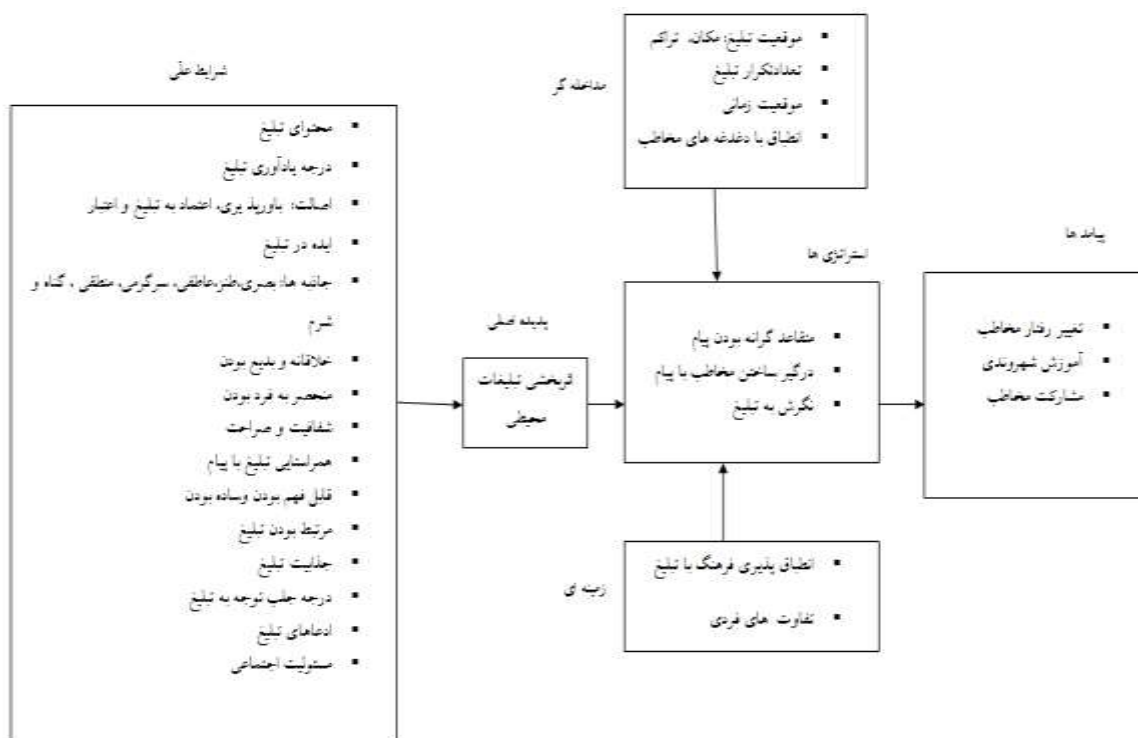 شرایط علّی
محتوای تبلیغ
درجه یادآوری تبلیغ
اصالت: باورپذیری، اعتماد به تبلیغ و اعتبار
ایده در تبلیغ
جاذبه ها: بصری،طنز،عاطفی، سرگرمی، منطقی ، گناه و
شرم
خلاقانه و بدیع بودن
منحصر به فرد بودن
شفافیت و صراحت
همراستایی تبلیغ با پیام
قابل فهم بودن وساده بودن
مرتبط بودن تبلیغ
جذابیت تبلیغ
درجه جلب توجه به تبلیغ
ادعاهای تبلیغ
مسئولیت اجتماعی
پدیده اصلی
اثربخشی تبلیغات
محیطی
مداخله گر
موقعیت تبلیغ: مکان، تراکم
تعدادتکرار تبلیغ
موقعیت زمانی
انطباق با دغدغه های مخاطب
استراتژی ها
متقاعد گرانه بودن پیام
درگیر ساختن مخاطب با پیام
نگرش به تبلیغ
زمینه ای
انطباق پذیری فرهنگ با تبلیغ
تفاوت های فردی
پیامد ها
تغییر رفتار مخاطب
آموزش شهروندی
مشارکت مخاطب